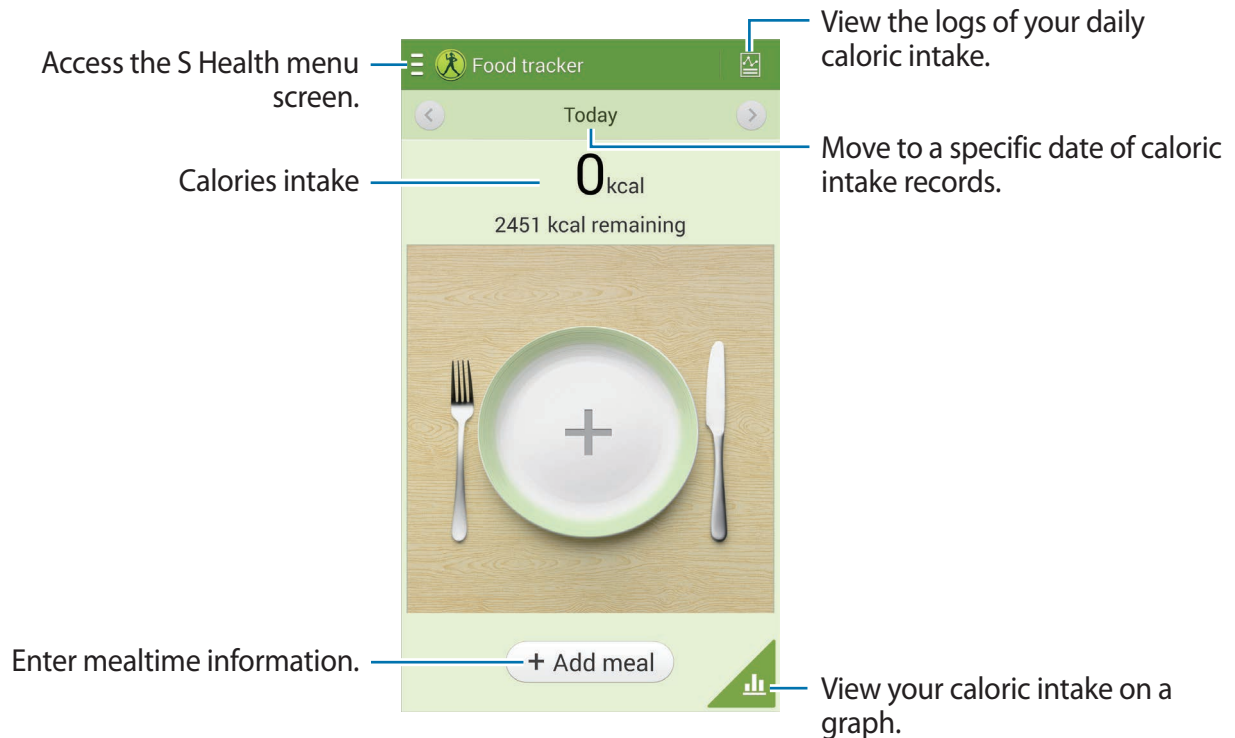 View the logs of your daily
caloric intake.
Access the S Health menu
screen.
Food tracker
Today
Move to a specific date of caloric
intake records.
Calories intake
0 kcal
2451 kcal remaining
Enter mealtime information.
+ Add meal
View your caloric intake on a
graph.